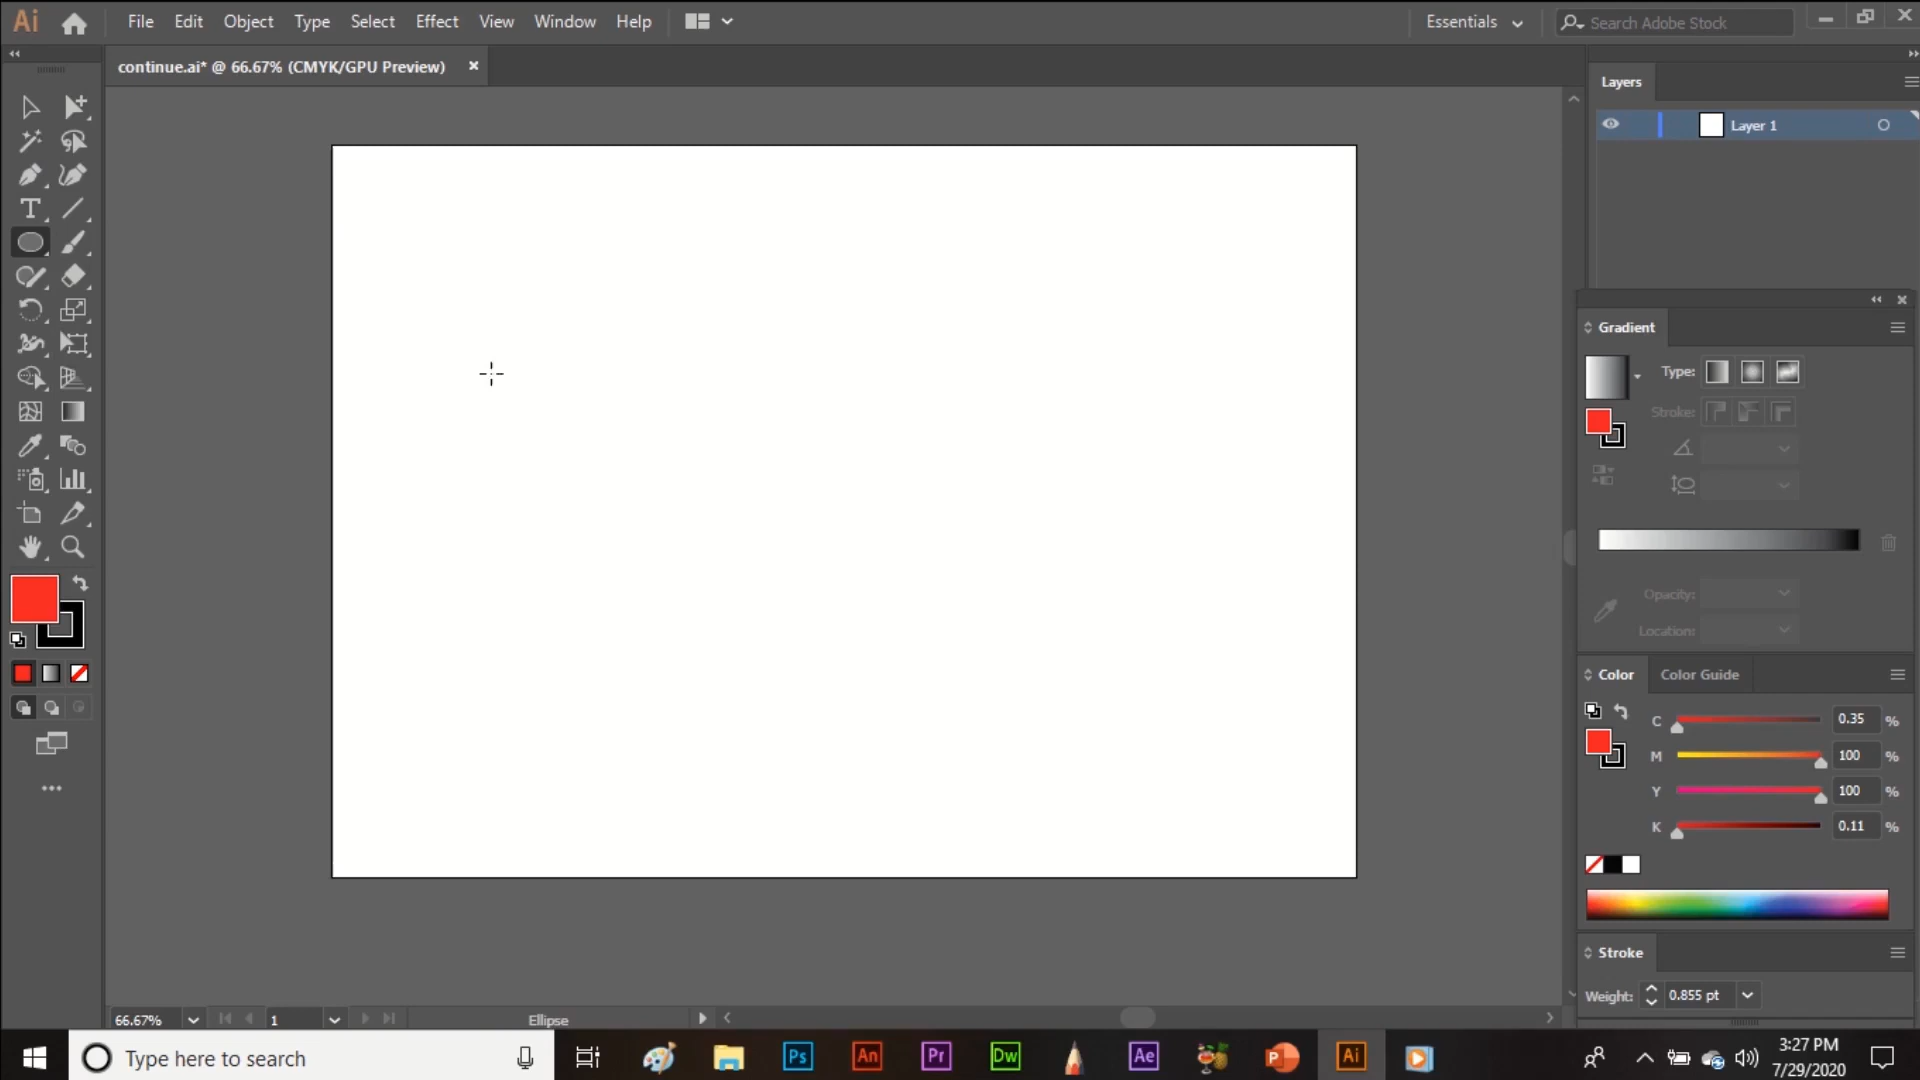 Ai File Edit Object Type Select Effect View Window Help Essentials Search Adobe Stock
continue.ai* @ 66.67% (CMYK/GPU Preview)
Layers
Layer 1
Gradient
Type:
Stroke:
Opacity:
Location:
Color Color Guide
C 0.35 %
M 100 %
Y 100 %
K 0.11 %
Stroke
Weight: 0.855 pt
66.67% 1 Ellipse
Type here to search Ps An Pr Dw Ae P Ai
3:27 PM
7/29/2020